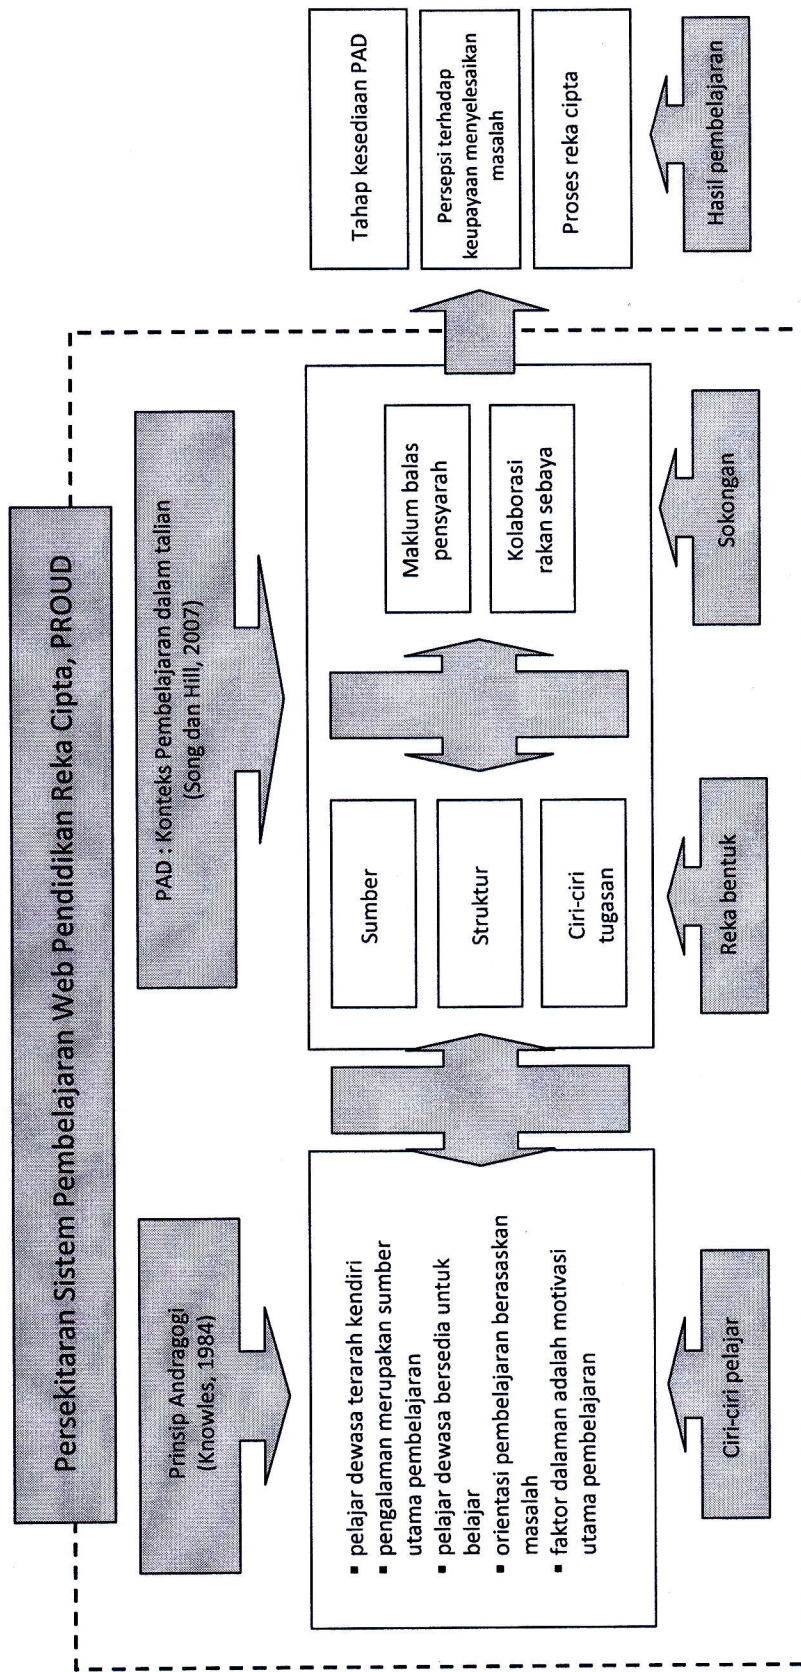 Persekitaran Sistem Pembelajaran Web Pendidikan Reka Cipta, PROUD
Prinsip Andragogi
(Knowles, 1984)
PAD : Konteks Pembelajaran dalam talian
(Song dan Hill, 2007)
▪ pelajar dewasa terarah kendiri
▪ pengalaman merupakan sumber
utama pembelajaran
▪ pelajar dewasa bersedia untuk
belajar
▪ orientasi pembelajaran berasaskan
masalah
▪ faktor dalaman adalah motivasi
utama pembelajaran
Sumber
Struktur
Ciri-ciri
tugasan
Maklum balas
pensyarah
Kolaborasi
rakan sebaya
Tahap kesediaan PAD
Persepsi terhadap
keupayaan menyelesaikan
masalah
Proses reka cipta
Ciri-ciri pelajar
Reka bentuk
Sokongan
Hasil pembelajaran